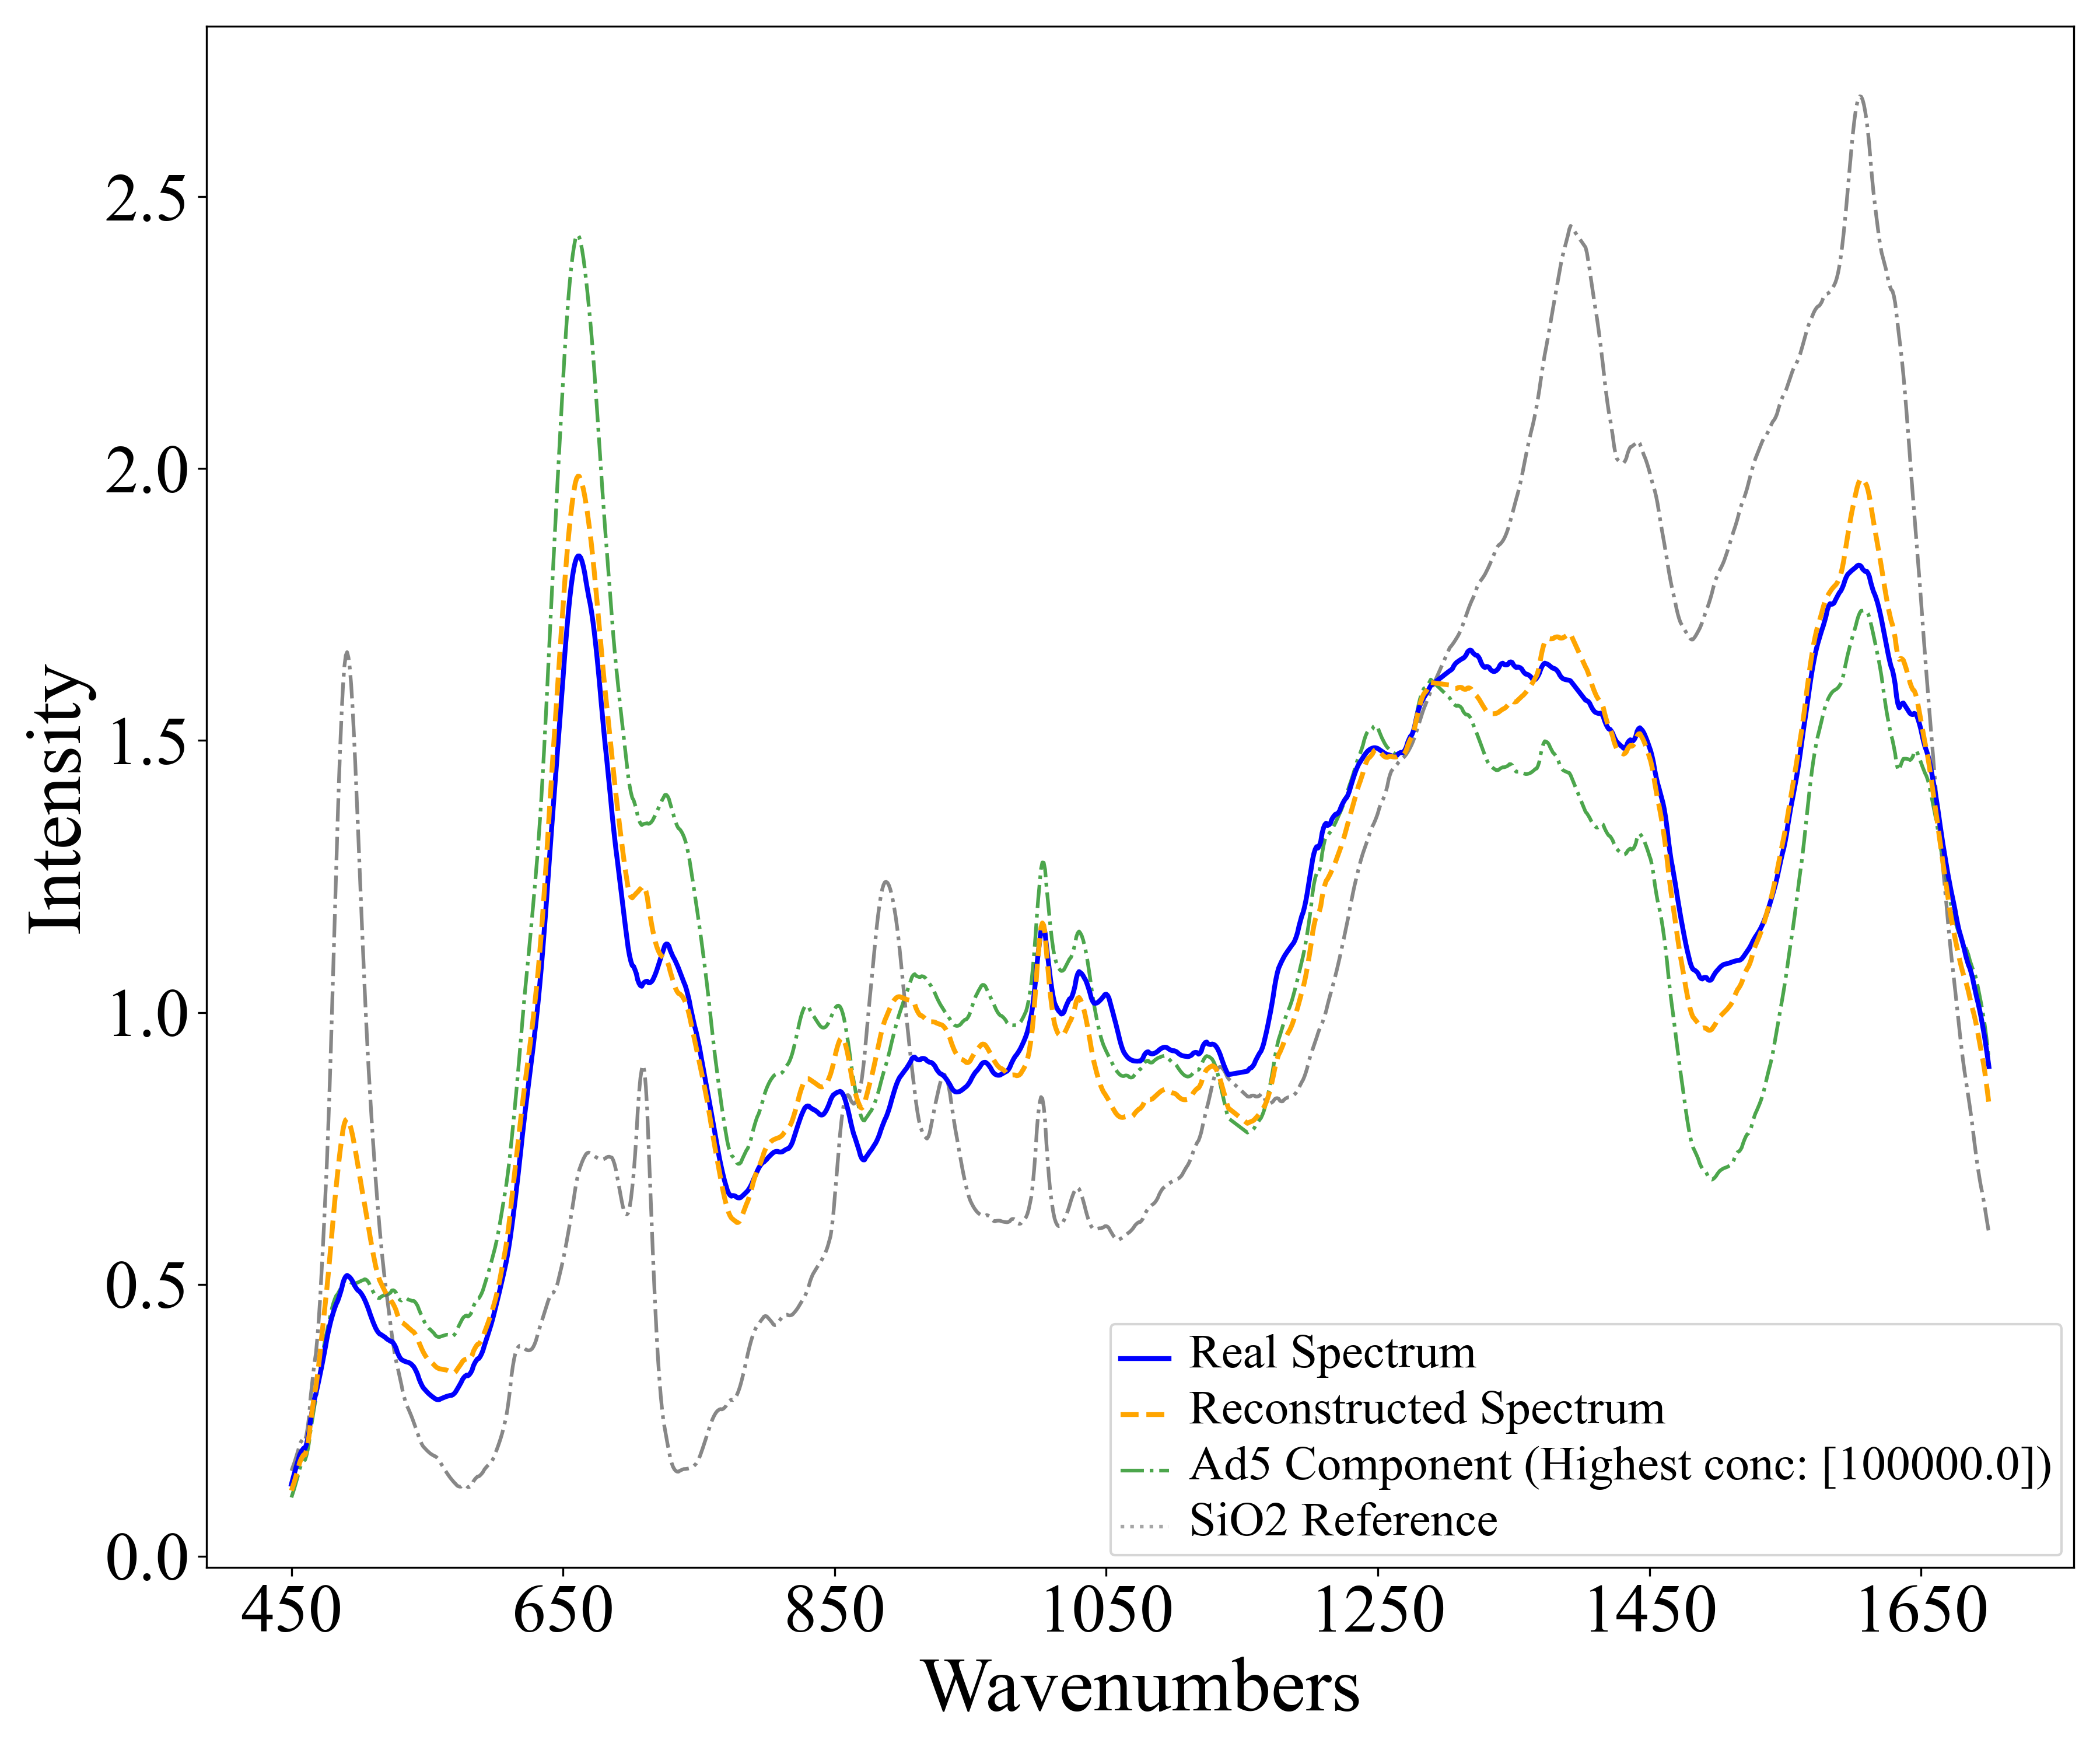 Intensity
2.5
2.0
1.5
1.0
0.5
0.0
450 650 850 1050 1250 1450 1650
Wavenumbers
Real Spectrum
Reconstructed Spectrum
Ad5 Component (Highest conc: [100000.0])
SiO2 Reference